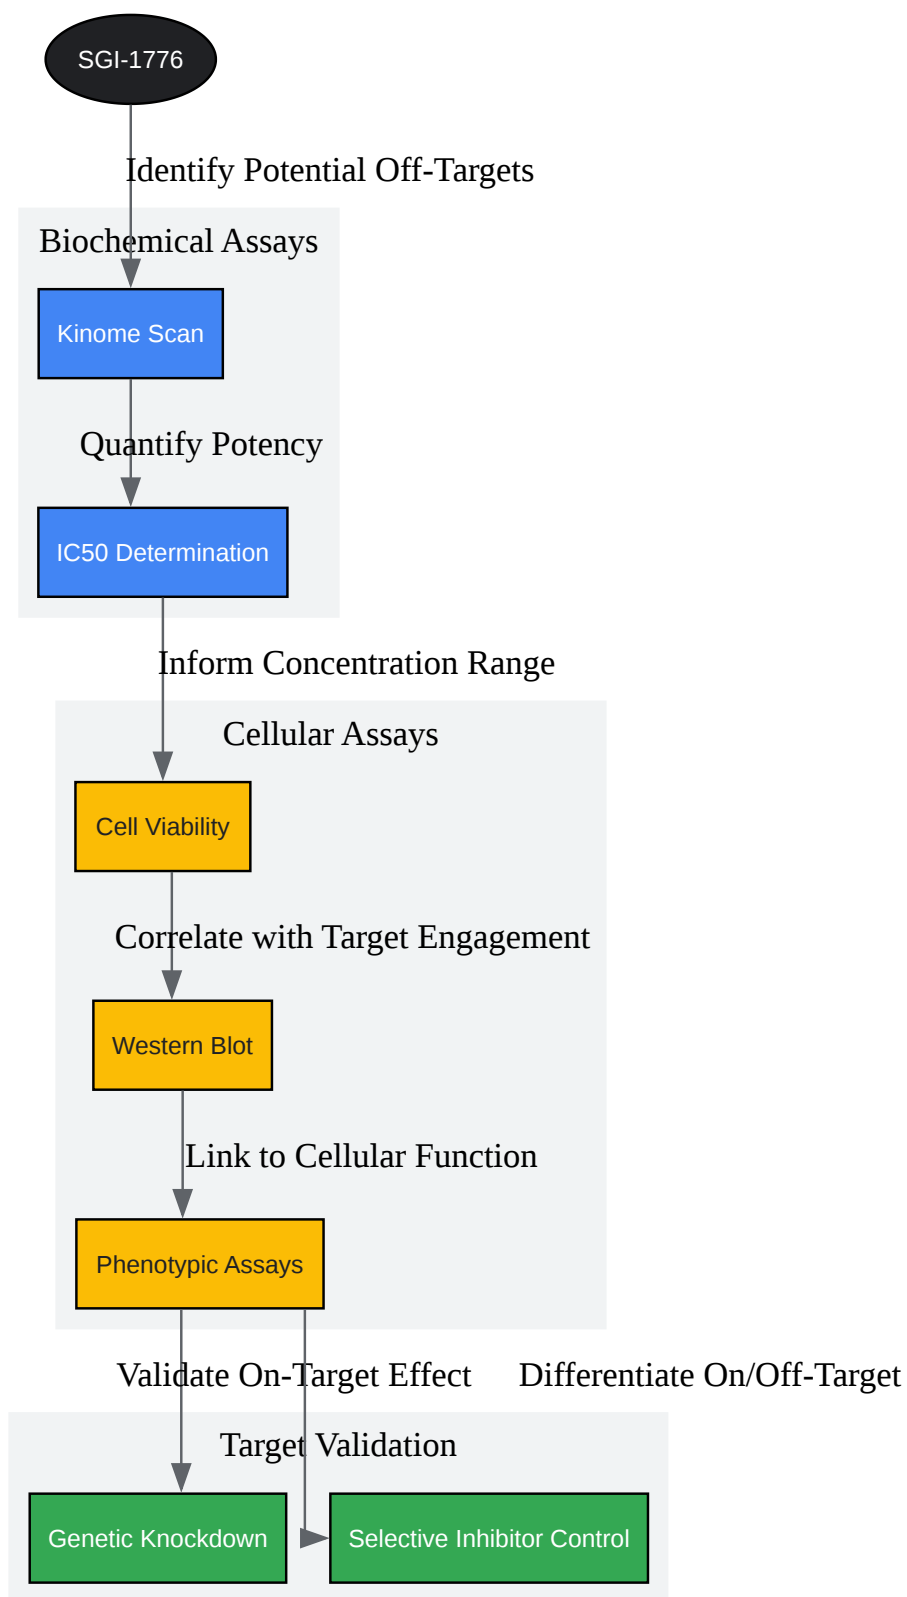 SGI-1776
Identify Potential Off-Targets
Biochemical Assays
Kinome Scan
Quantify Potency
IC50 Determination
Inform Concentration Range
Cellular Assays
Cell Viability
Correlate with Target Engagement
Western Blot
Link to Cellular Function
Phenotypic Assays
Validate On-Target Effect
Differentiate On/Off-Target
Target Validation
Genetic Knockdown
Selective Inhibitor Control